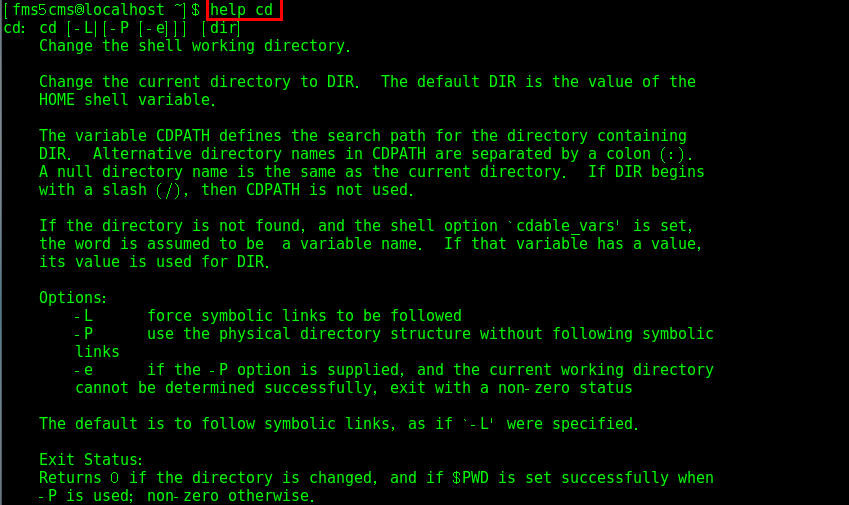 [fms5cms@localhost ~]$ help cd
cd: cd [-L|[-P [-e]]] [dir]
    Change the shell working directory.
    
    Change the current directory to DIR.  The default DIR is the value of the
    HOME shell variable.
    
    The variable CDPATH defines the search path for the directory containing
    DIR.  Alternative directory names in CDPATH are separated by a colon (:).
    A null directory name is the same as the current directory.  If DIR begins
    with a slash (/), then CDPATH is not used.
    
    If the directory is not found, and the shell option `cdable_vars' is set,
    the word is assumed to be  a variable name.  If that variable has a value,
    its value is used for DIR.
    
    Options:
        -L      force symbolic links to be followed
        -P      use the physical directory structure without following symbolic
        links
        -e      if the -P option is supplied, and the current working directory
        cannot be determined successfully, exit with a non-zero status
    
    The default is to follow symbolic links, as if `-L' were specified.
    
    Exit Status:
    Returns 0 if the directory is changed, and if $PWD is set successfully when
    -P is used; non-zero otherwise.